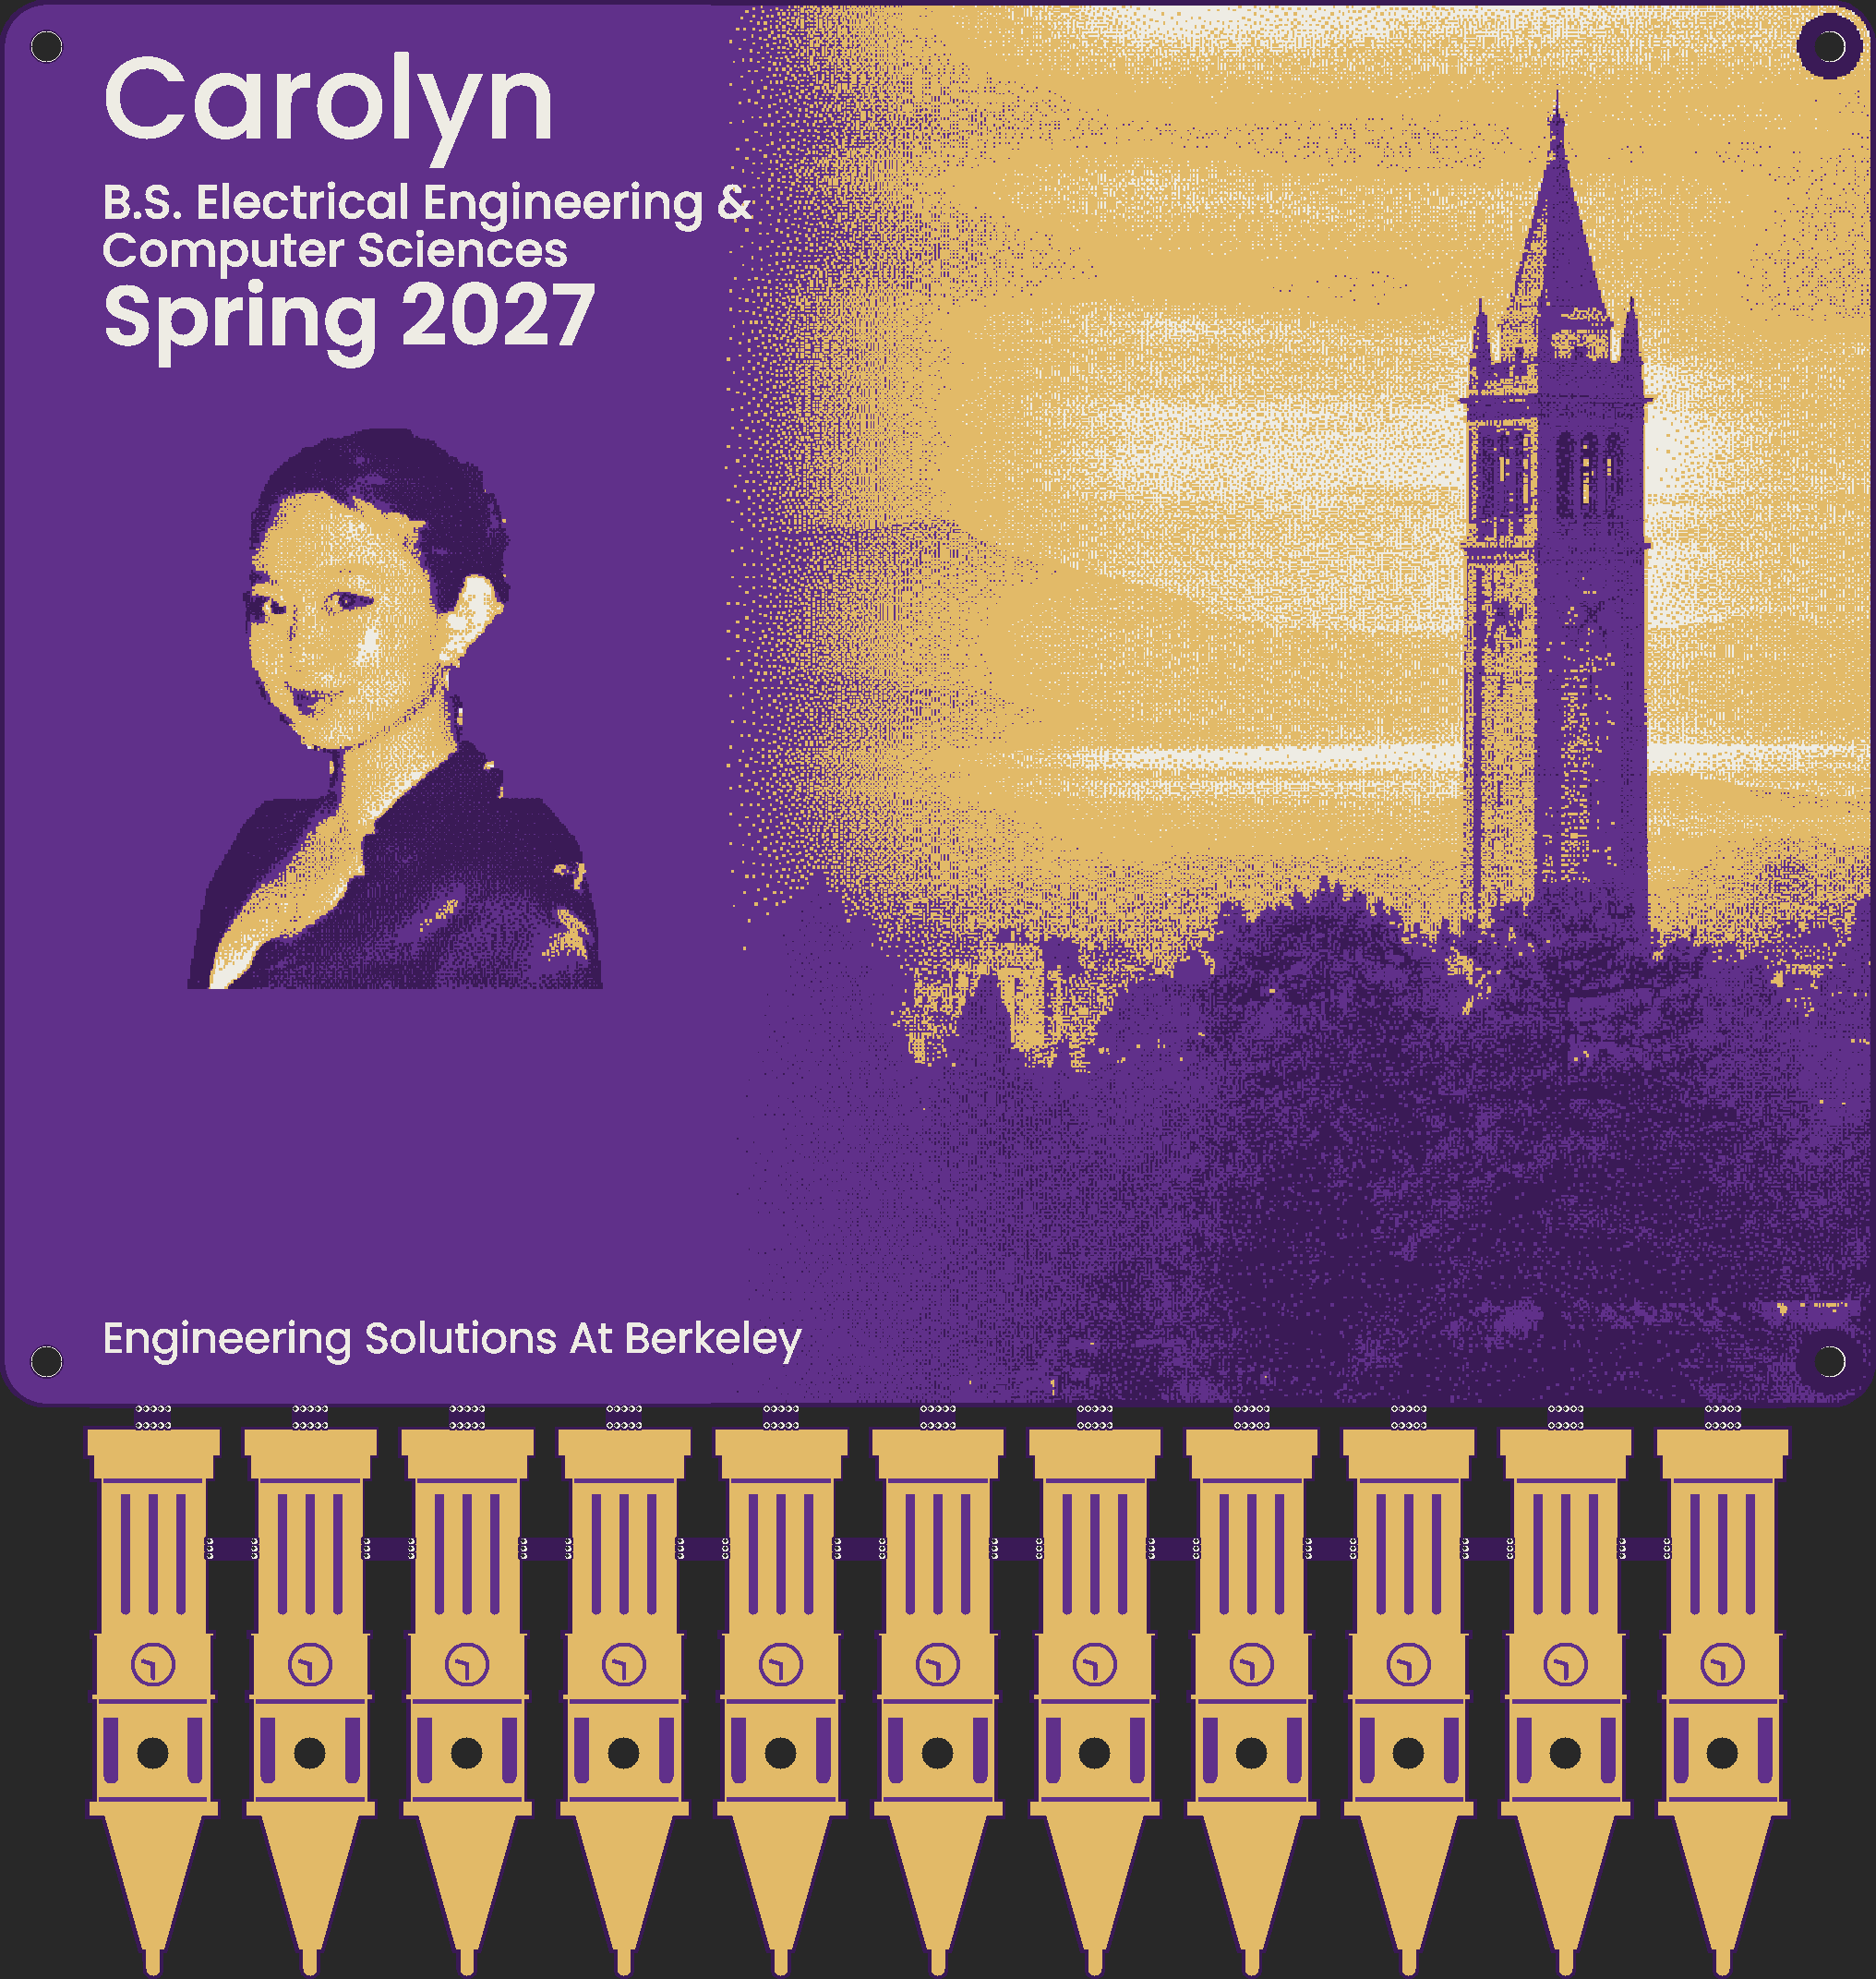 Carolyn
B.S. Electrical Engineering &
Computer Sciences
Spring 2027
Engineering Solutions At Berkeley